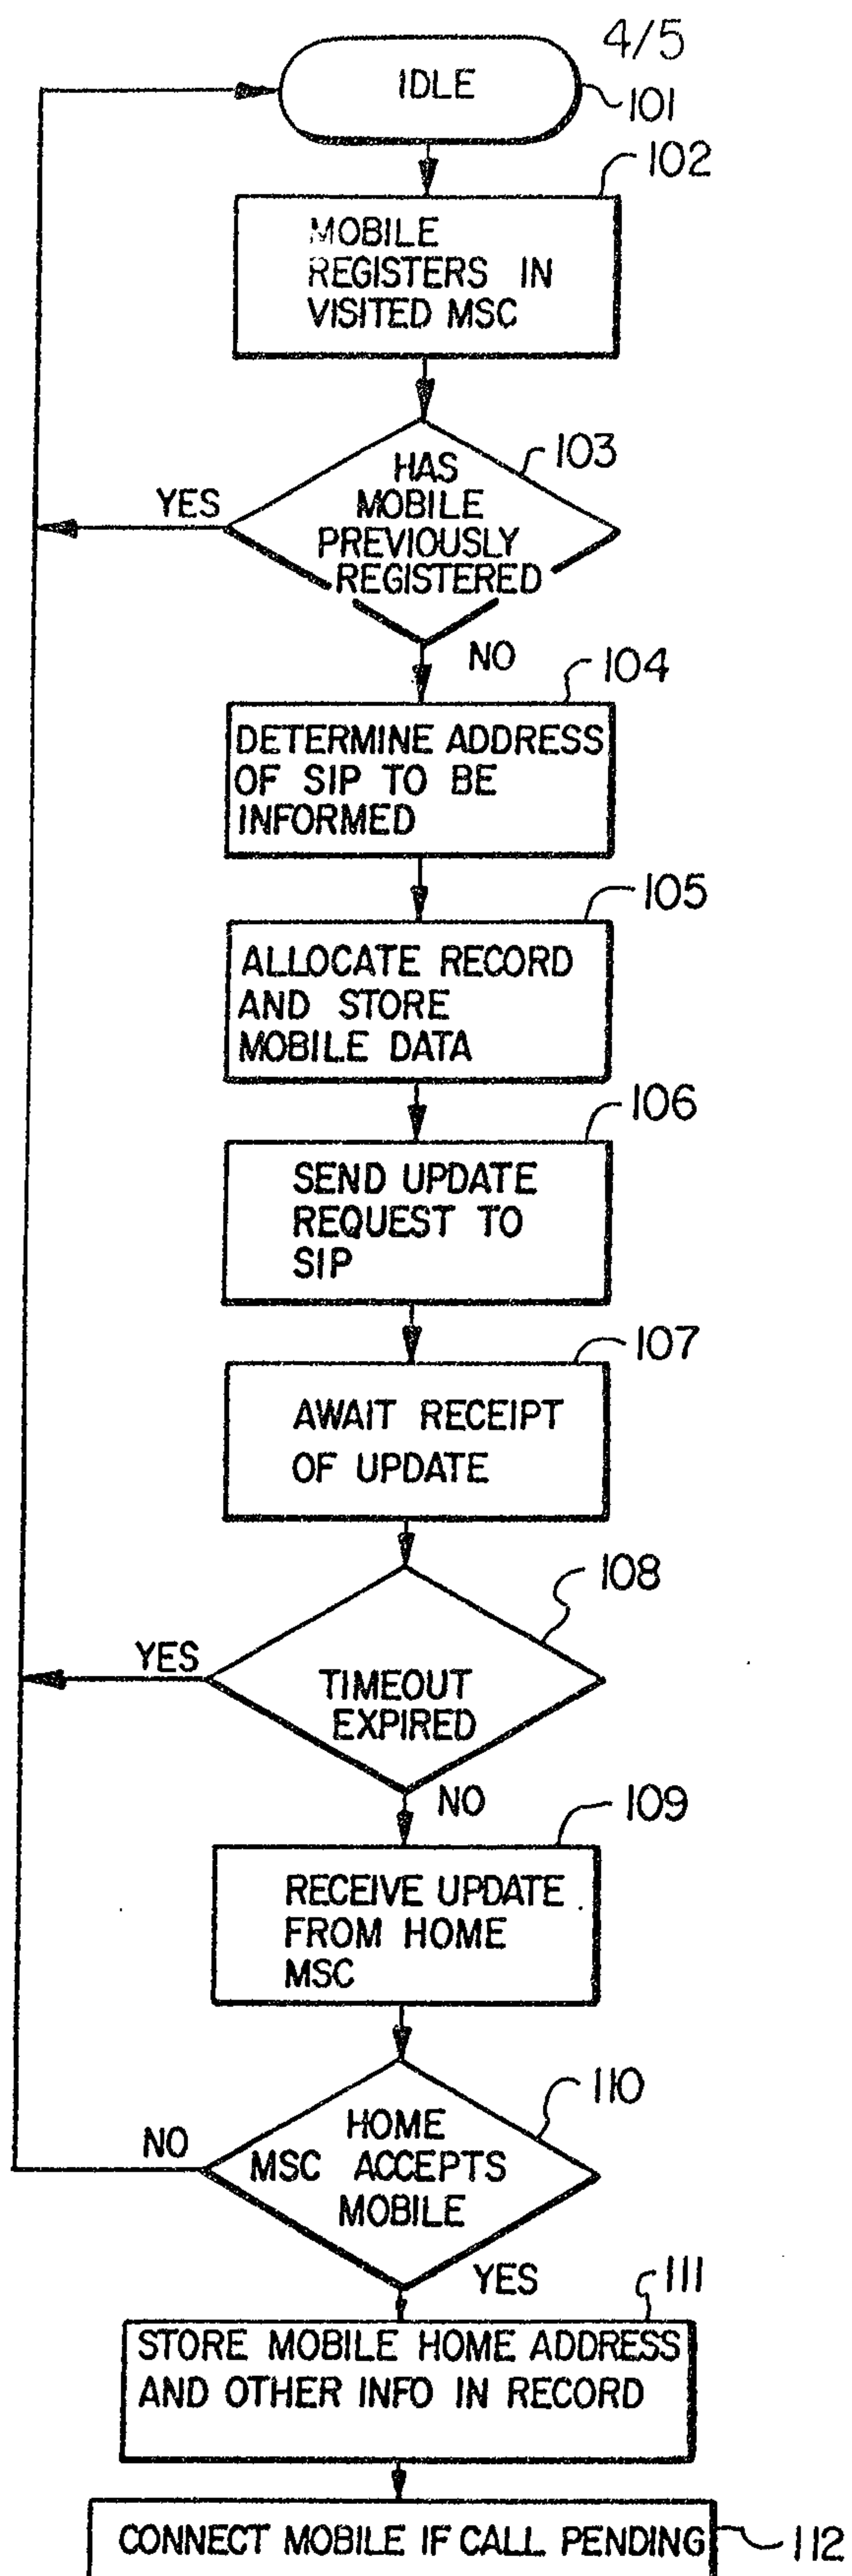 4/5
IDLE
101
102
MOBILE
REGISTERS IN
VISITED MSC
103
HAS
MOBILE
PREVIOUSLY
REGISTERED
YES
NO
104
DETERMINE ADDRESS
OF SIP TO BE
INFORMED
105
ALLOCATE RECORD
AND STORE
MOBILE DATA
106
SEND UPDATE
REQUEST TO
SIP
107
AWAIT RECEIPT
OF UPDATE
108
YES
TIMEOUT
EXPIRED
NO
109
RECEIVE UPDATE
FROM HOME
MSC
110
HOME
MSC ACCEPTS
MOBILE
NO
YES
111
STORE MOBILE HOME ADDRESS
AND OTHER INFO IN RECORD
CONNECT MOBILE IF CALL PENDING
112